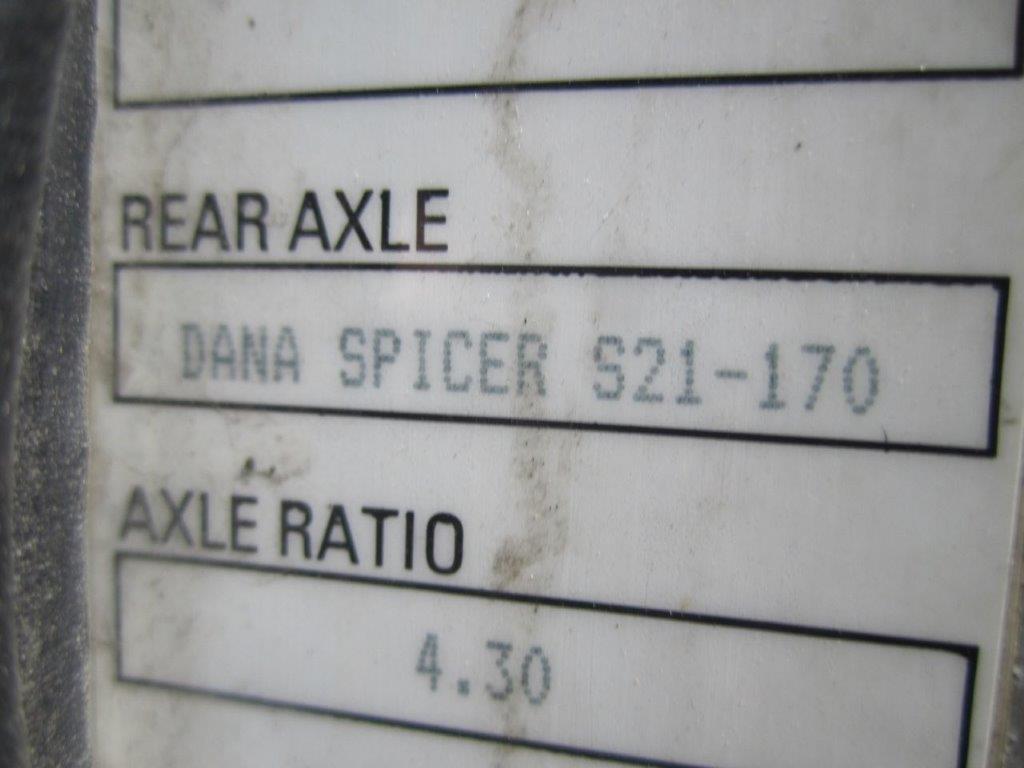 REAR AXLE
DANA SPICER S21-170
AXLE RATIO
4.30